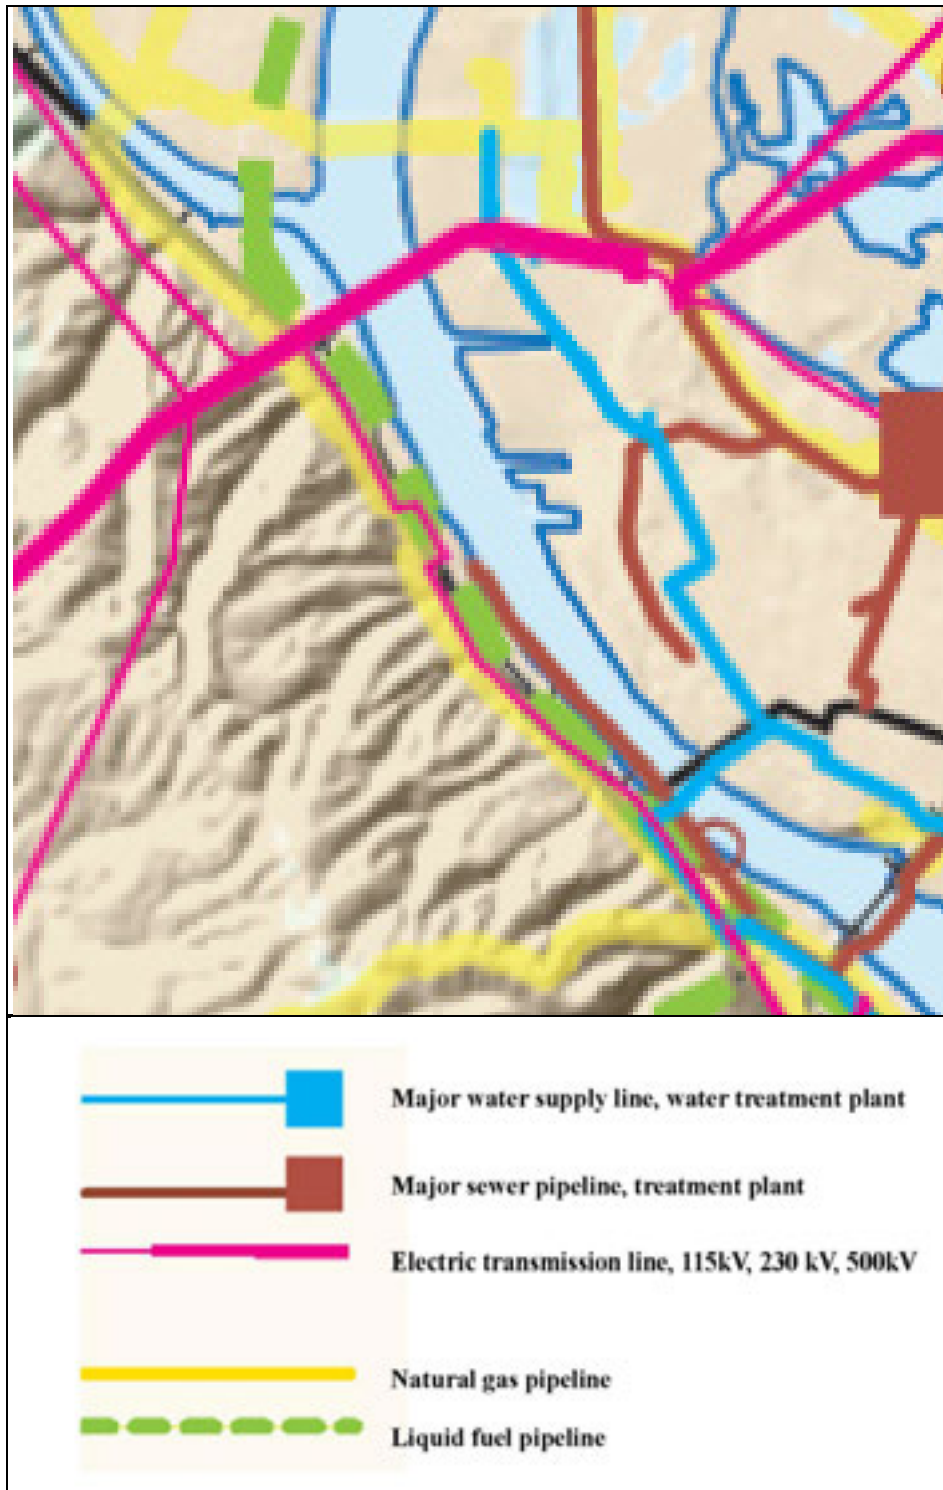 Major water supply line, water treatment plant
Major sewer pipeline, treatment plant
Electric transmission line, 115kV, 230 kV, 500kV
Natural gas pipeline
Liquid fuel pipeline